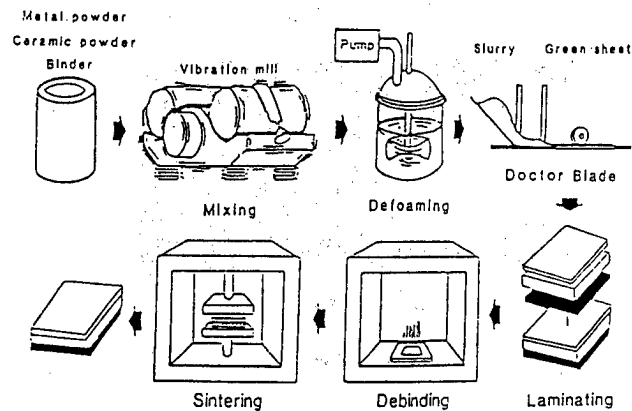 Metal powder
Ceramic powder
Binder
Vibration mill
Pump
Slurry Green sheet
Mixing
Defoaming
Doctor Blade
Sintering
Debinding
Laminating